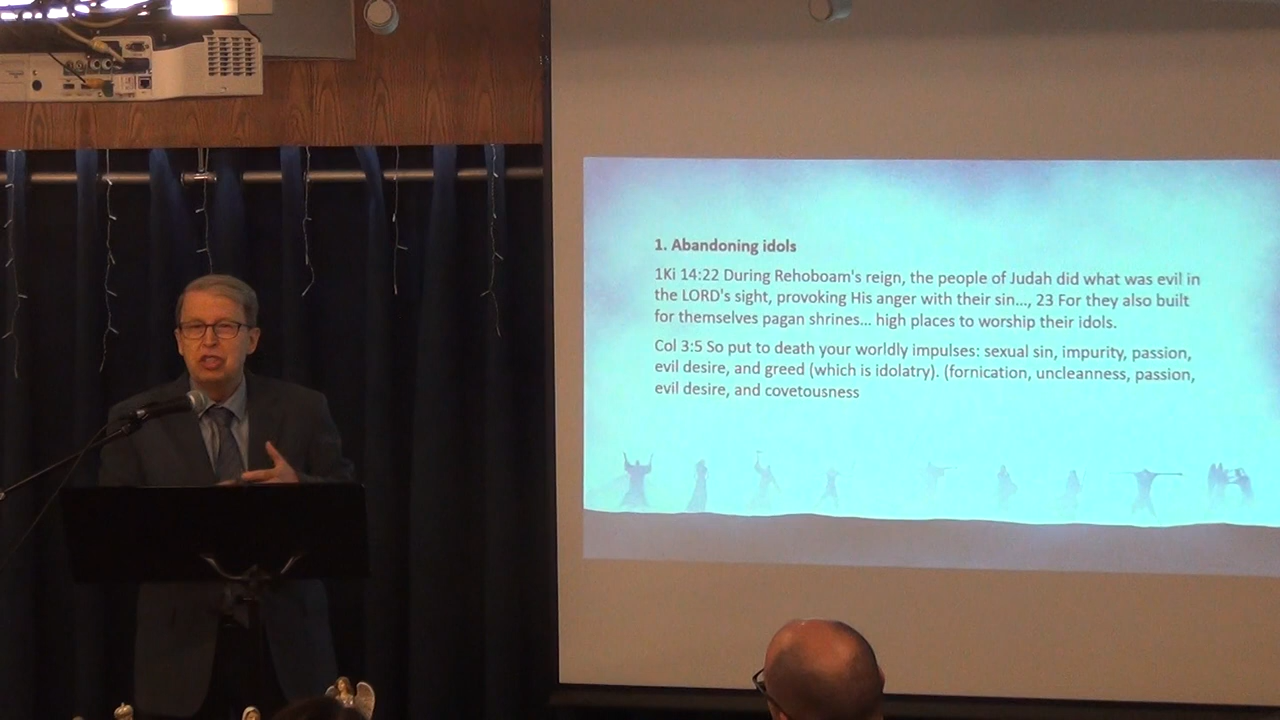 1. Abandoning idols
1Ki 14:22 During Rehoboam's reign, the people of Judah did what was evil in
the LORD's sight, provoking His anger with their sin..., 23 For they also built
for themselves pagan shrines... high places to worship their idols.
Col 3:5 So put to death your worldly impulses: sexual sin, impurity, passion,
evil desire, and greed (which is idolatry). (fornication, uncleanness, passion,
evil desire, and covetousness